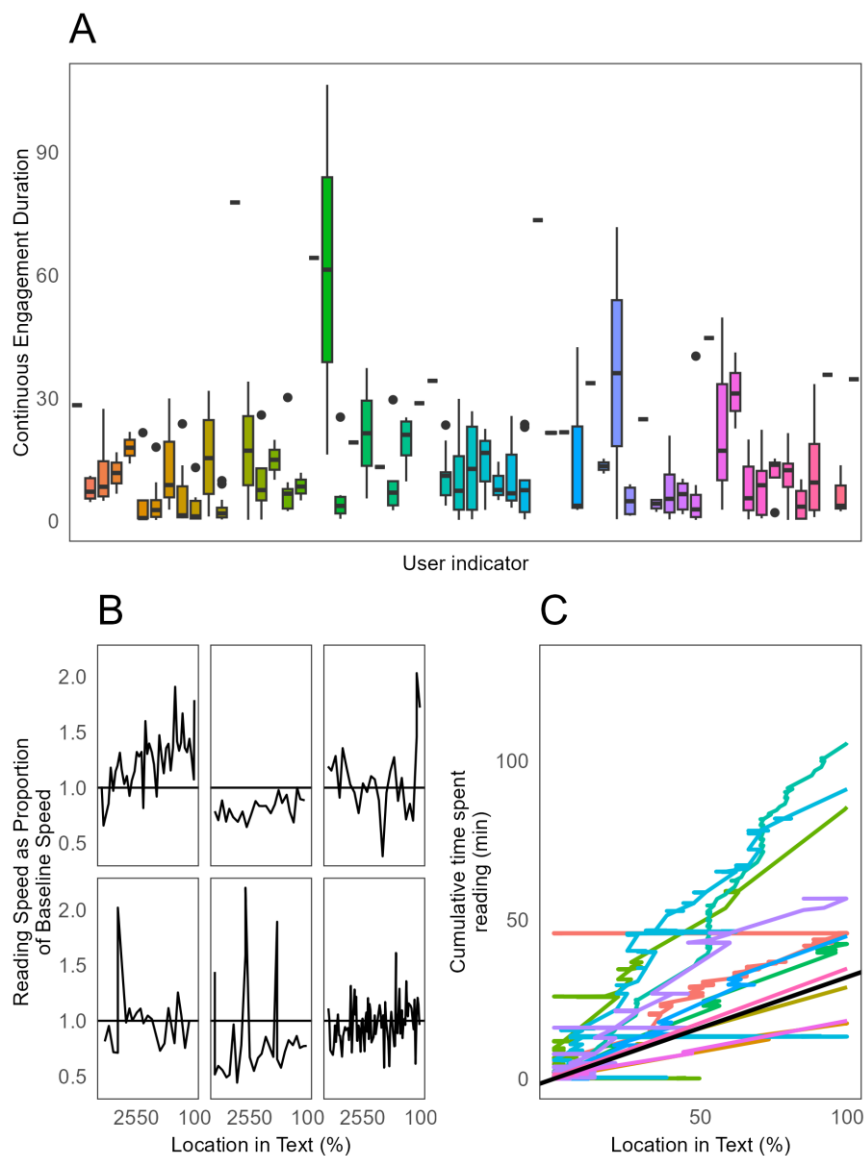 A
Continuous Engagement Duration
90
60
30
0
User indicator
B
Reading Speed as Proportion
of Baseline Speed
2.0
1.5
1.0
0.5
2.0
1.5
1.0
0.5
2550 100 2550 100 2550 100
Location in Text (%)
C
Cumulative time spent
reading (min)
100
50
0
50 100
Location in Text (%)